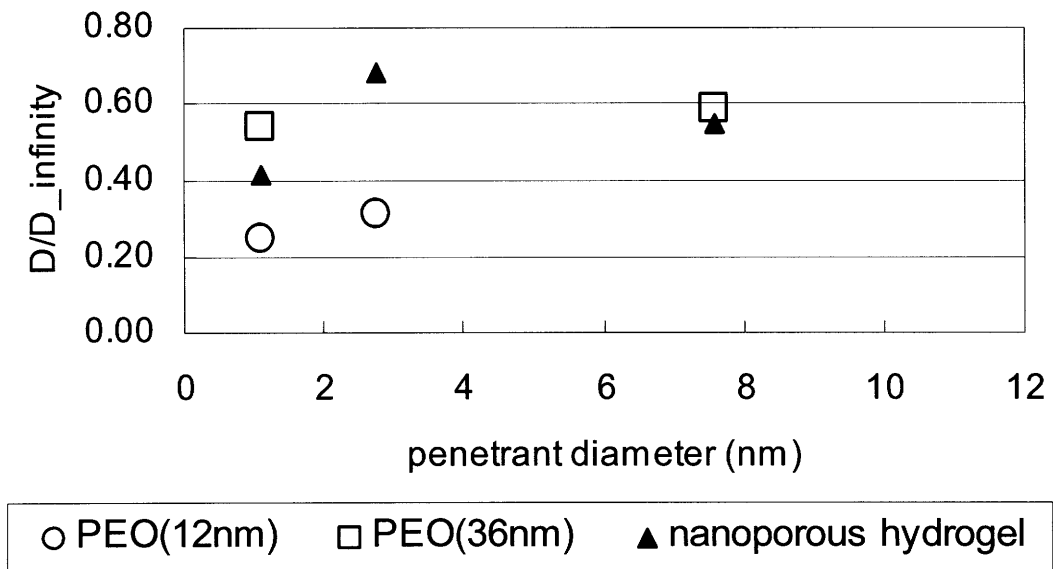 0.80
0.60
0.40
0.20
0.00
D/D_infinity
0 2 4 6 8 10 12
penetrant diameter (nm)
PEO(12nm) PEO(36nm) nanoporous hydrogel